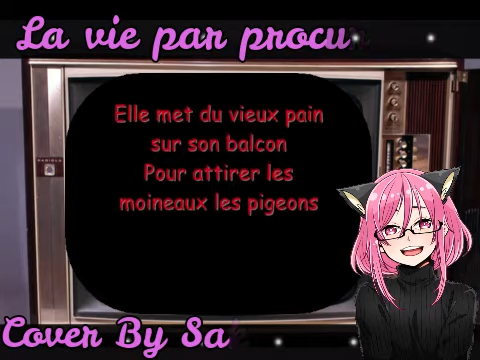 La vie par procu
Elle met du vieux pain
sur son balcon
Pour attirer les
moineaux les pigeons
Cover By Sa